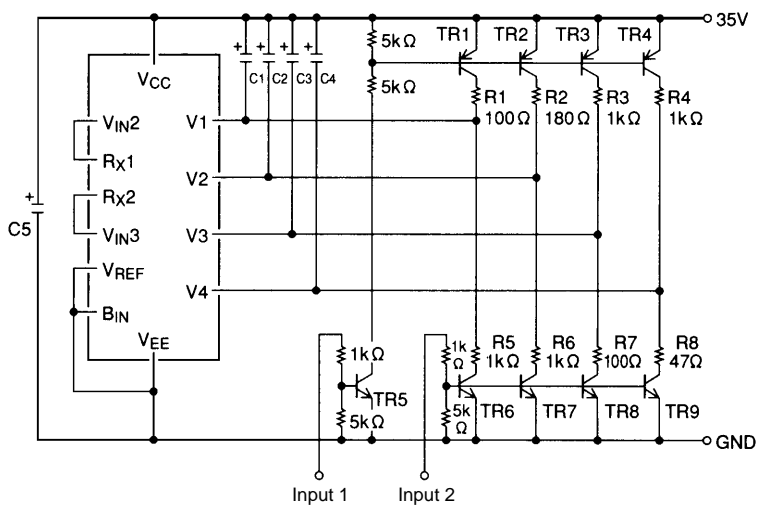 35V
+
+
+
+
+
C1
C2
C3
C4
C5
5kΩ
5kΩ
TR1
TR2
TR3
TR4
R1
100Ω
R2
180Ω
R3
1kΩ
R4
1kΩ
VCC
VIN2
RX1
RX2
VIN3
VREF
BIN
VEE
V1
V2
V3
V4
1kΩ
5kΩ
TR5
1k
Ω
5k
Ω
R5
1kΩ
R6
1kΩ
R7
100Ω
R8
47Ω
TR6
TR7
TR8
TR9
GND
Input 1
Input 2